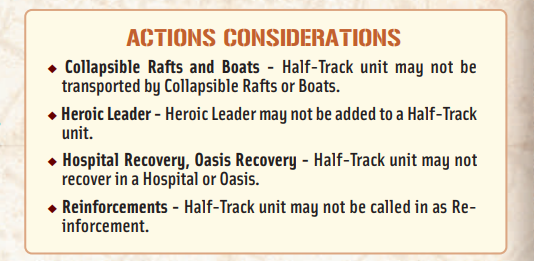 ACTIONS CONSIDERATIONS
◆ Collapsible Rafts and Boats - Half-Track unit may not be
transported by Collapsible Rafts or Boats.
◆ Heroic Leader - Heroic Leader may not be added to a Half-Track
unit.
◆ Hospital Recovery, Oasis Recovery - Half-Track unit may not
recover in a Hospital or Oasis.
◆ Reinforcements - Half-Track unit may not be called in as Re-
inforcement.